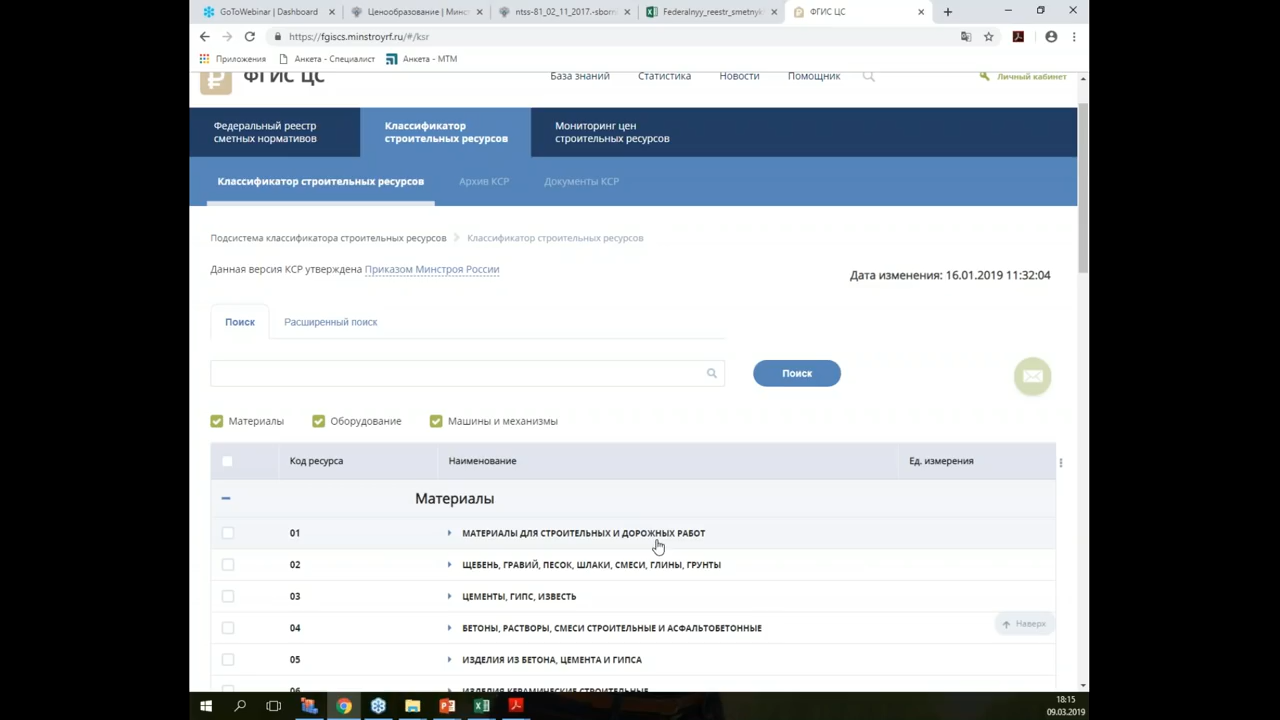 GoToWebinar | Dashboard
Ценообразование | Минст
ntss-81_02_11_2017.-sborn
Federalnyy_reestr_smetnyk
ФГИС ЦС
https://fgiscs.minstroyrf.ru/#/ksr
Приложения
Анкета - Специалист
Анкета - МТМ
ФГИС ЦС
База знаний
Статистика
Новости
Помощник
Личный кабинет
Федеральный реестр
сметных нормативов
Классификатор
строительных ресурсов
Мониторинг цен
строительных ресурсов
Классификатор строительных ресурсов
Архив КСР
Документы КСР
Подсистема классификатора строительных ресурсов
Классификатор строительных ресурсов
Данная версия КСР утверждена Приказом Минстроя России
Дата изменения: 16.01.2019 11:32:04
Поиск
Расширенный поиск
Поиск
Материалы
Оборудование
Машины и механизмы
Код ресурса
Наименование
Ед. измерения
Материалы
01 МАТЕРИАЛЫ ДЛЯ СТРОИТЕЛЬНЫХ И ДОРОЖНЫХ РАБОТ
02 ЩЕБЕНЬ, ГРАВИЙ, ПЕСОК, ШЛАКИ, СМЕСИ, ГЛИНЫ, ГРУНТЫ
03 ЦЕМЕНТЫ, ГИПС, ИЗВЕСТЬ
04 БЕТОНЫ, РАСТВОРЫ, СМЕСИ СТРОИТЕЛЬНЫЕ И АСФАЛЬТОБЕТОННЫЕ
Наверх
05 ИЗДЕЛИЯ ИЗ БЕТОНА, ЦЕМЕНТА И ГИПСА
06 ИЗДЕЛИЯ КЕРАМИЧЕСКИЕ СТРОИТЕЛЬНЫЕ
18:15
09.03.2019